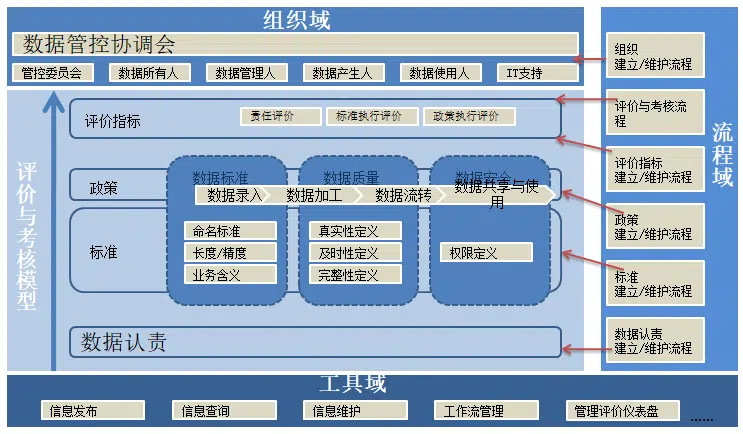 组织域
数据管控协调会
管控委员会
数据所有人
数据管理人
数据产生人
数据使用人
IT支持
评价与考核模型
评价指标
责任评价
标准执行评价
政策执行评价
数据标准
数据质量
数据安全
政策
数据录入
数据加工
数据流转
数据共享与使
用
标准
命名标准
长度/精度
业务含义
真实性定义
及时性定义
完整性定义
权限定义
数据认责
流程域
组织
建立/维护流程
评价与考核流
程
评价指标
建立/维护流程
政策
建立/维护流程
标准
建立/维护流程
数据认责
建立/维护流程
工具域
信息发布
信息查询
信息维护
工作流管理
管理评价仪表盘
......